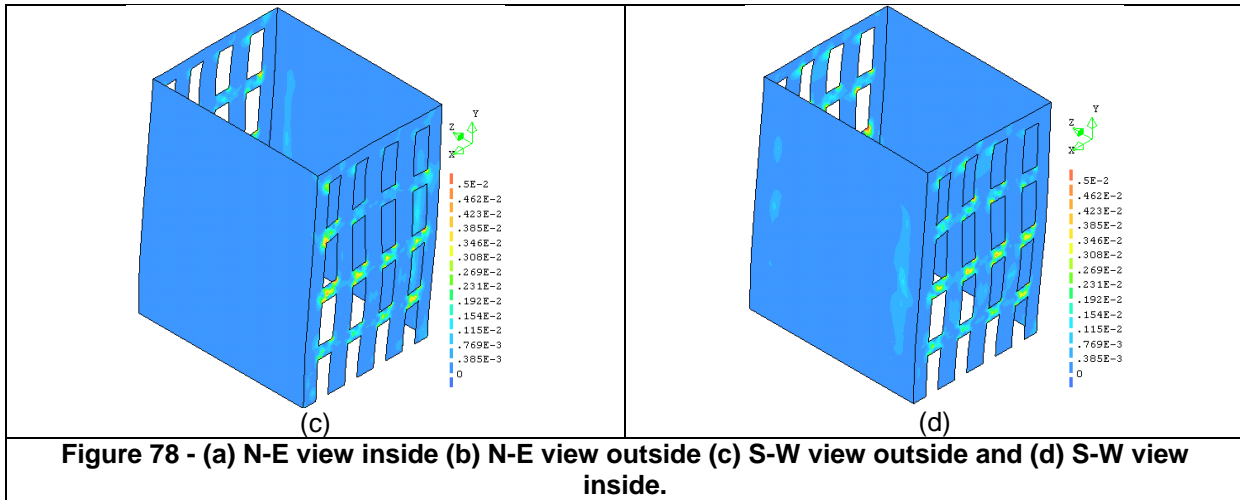 Y
Z
X
.5E-2
.462E-2
.423E-2
.385E-2
.346E-2
.308E-2
.269E-2
.231E-2
.192E-2
.154E-2
.115E-2
.769E-3
.385E-3
0
(c)
Y
Z
X
.5E-2
.462E-2
.423E-2
.385E-2
.346E-2
.308E-2
.269E-2
.231E-2
.192E-2
.154E-2
.115E-2
.769E-3
.385E-3
0
(d)
Figure 78 - (a) N-E view inside (b) N-E view outside (c) S-W view outside and (d) S-W view
inside.